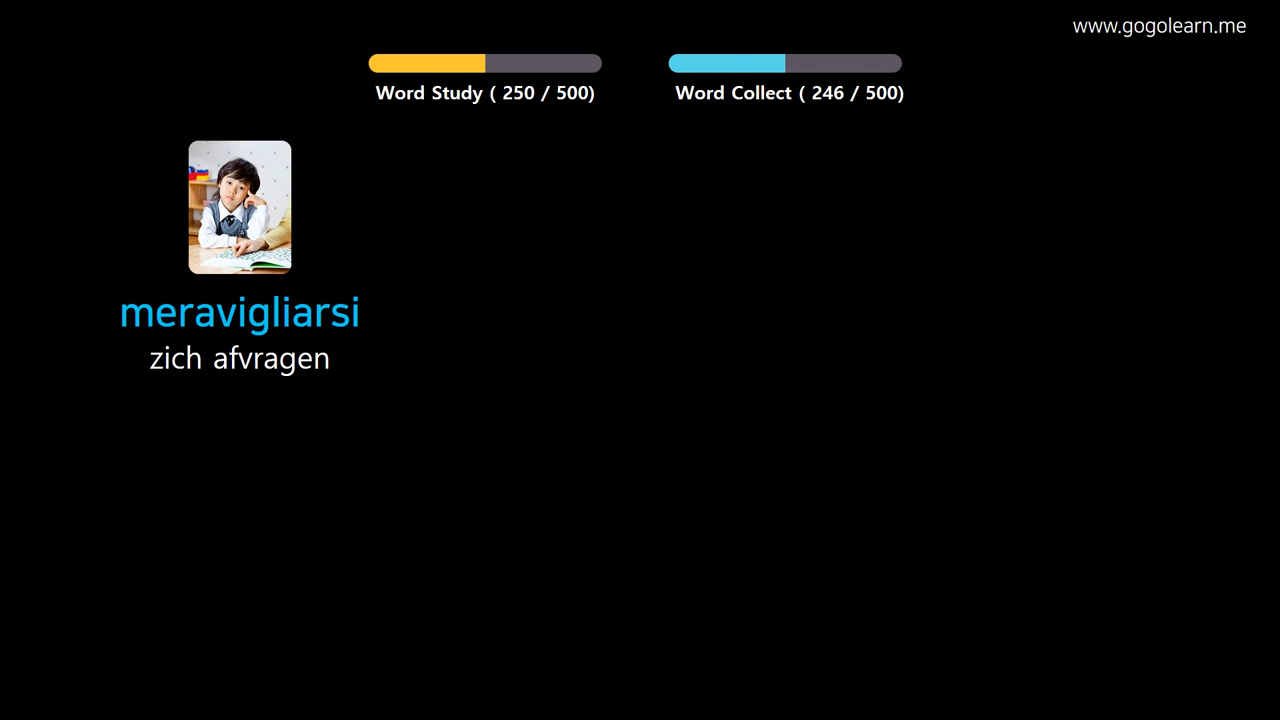 www.gogolearn.me
Word Study ( 250 / 500)
Word Collect ( 246 / 500)
meravigliarsi
zich afvragen